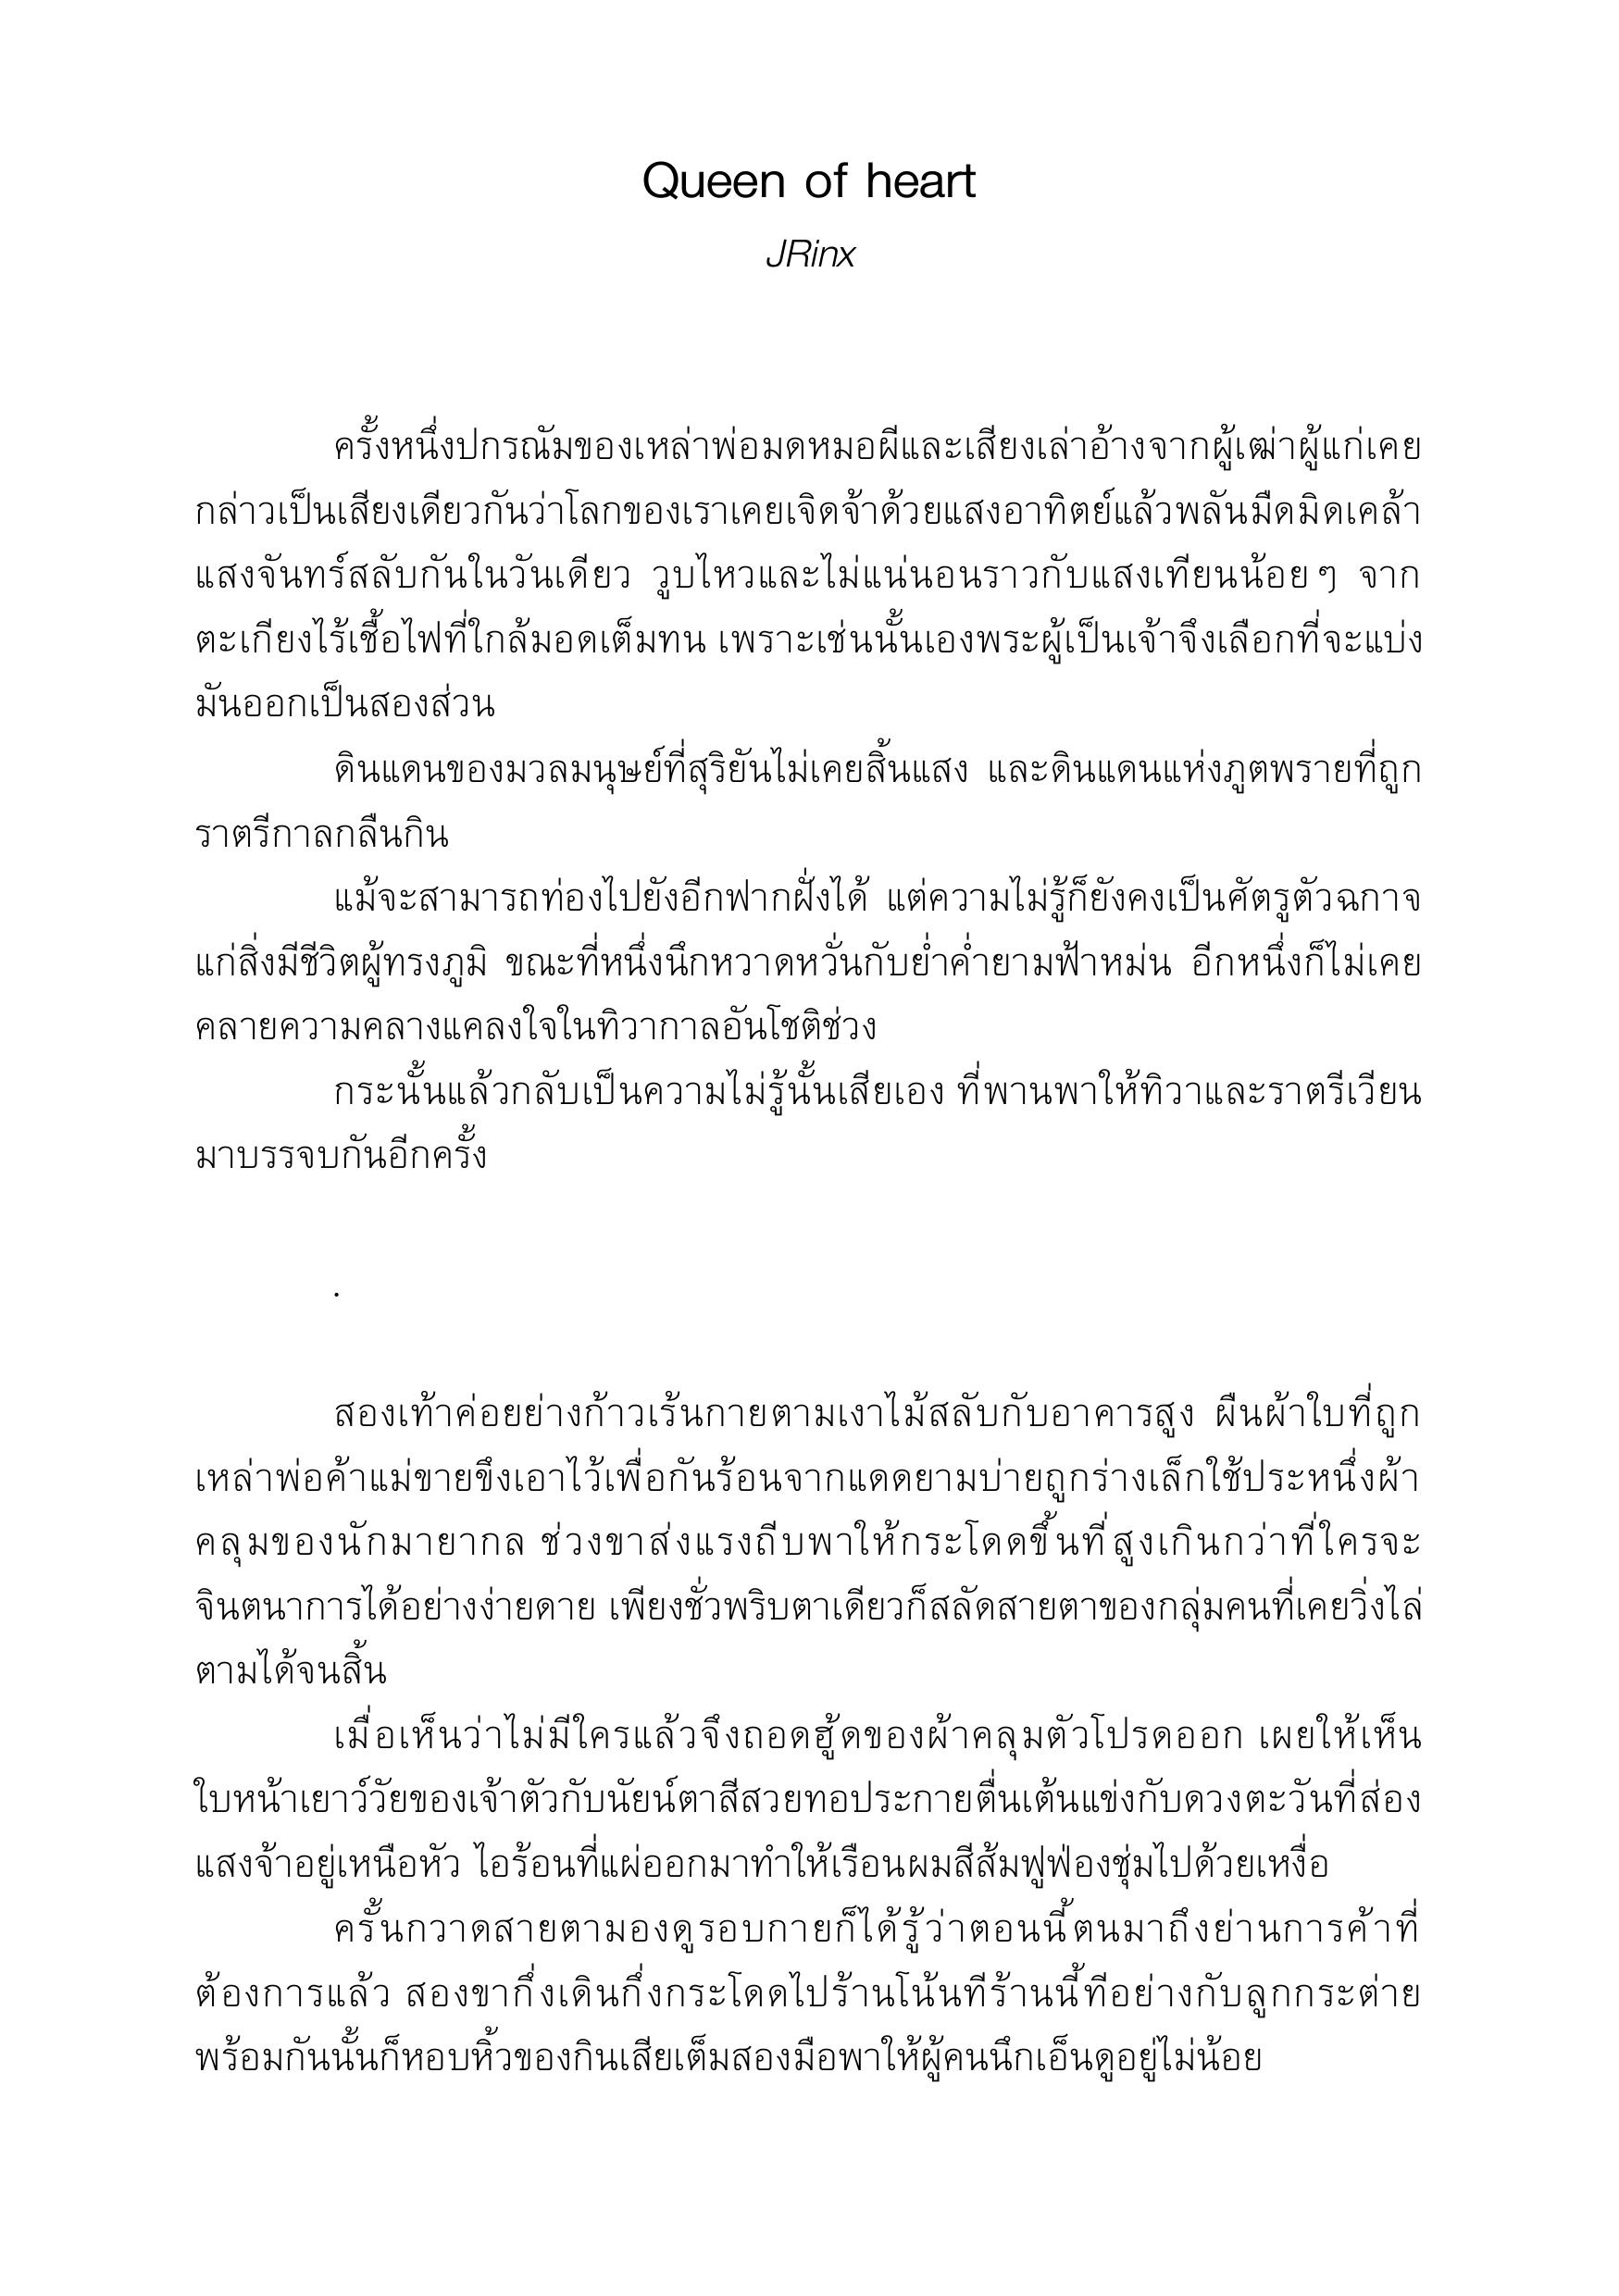 Queen of heart
JRinx
ครั้งหนึ่งปกรณัมของเหล่าพ่อมดหมอผีและเสียงเล่าอ้างจากผู้เฒ่าผู้แก่เคย
กล่าวเป็นเสียงเดียวกันว่าโลกของเราเคยเจิดจ้าด้วยแสงอาทิตย์แล้วพลันมืดมิดเคล้า
แสงจันทร์สลับกันในวันเดียว วูบไหวและไม่แน่นอนราวกับแสงเทียนน้อยๆ จาก
ตะเกียงไร้เชื้อไฟที่ใกล้มอดเต็มทน เพราะเช่นนั้นเองพระผู้เป็นเจ้าจึงเลือกที่จะแบ่ง
มันออกเป็นสองส่วน
ดินแดนของมวลมนุษย์ที่สุริยันไม่เคยสิ้นแสง และดินแดนแห่งภูตพรายที่ถูก
ราตรีกาลกลืนกิน
แม้จะสามารถท่องไปยังอีกฟากฝั่งได้ แต่ความไม่รู้ก็ยังคงเป็นศัตรูตัวฉกาจ
แก่สิ่งมีชีวิตผู้ทรงภูมิ ขณะที่หนึ่งนึกหวาดหวั่นกับย่ำค่ำยามฟ้าหม่น อีกหนึ่งก็ไม่เคย
คลายความคลางแคลงใจในทิวากาลอันโชติช่วง
กระนั้นแล้วกลับเป็นความไม่รู้นั้นเสียเอง ที่พานพาให้ทิวาและราตรีเวียน
มาบรรจบกันอีกครั้ง
.
สองเท้าค่อยย่างก้าวเร้นกายตามเงาไม้สลับกับอาคารสูง ผืนผ้าใบที่ถูก
เหล่าพ่อค้าแม่ขายขึงเอาไว้เพื่อกันร้อนจากแดดยามบ่ายถูกร่างเล็กใช้ประหนึ่งผ้า
คลุมของนักมายากล ช่วงขาส่งแรงถีบพาให้กระโดดขึ้นที่สูงเกินกว่าที่ใครจะ
จินตนาการได้อย่างง่ายดาย เพียงชั่วพริบตาเดียวก็สลัดสายตาของกลุ่มคนที่เคยวิ่งไล่
ตามได้จนสิ้น
เมื่อเห็นว่าไม่มีใครแล้วจึงถอดฮู้ดของผ้าคลุมตัวโปรดออก เผยให้เห็น
ใบหน้าเยาว์วัยของเจ้าตัวกับนัยน์ตาสีสวยทอประกายตื่นเต้นแข่งกับดวงตะวันที่ส่อง
แสงจ้าอยู่เหนือหัว ไอร้อนที่แผ่ออกมาทำให้เรือนผมสีส้มฟูฟ่องชุ่มไปด้วยเหงื่อ
ครั้นกวาดสายตามองดูรอบกายก็ได้รู้ว่าตอนนี้ตนมาถึงย่านการค้าที่
ต้องการแล้ว สองขากึ่งเดินกึ่งกระโดดไปร้านโน้นทีร้านนี้ทีอย่างกับลูกกระต่าย
พร้อมกันนั้นก็หอบหิ้วของกินเสียเต็มสองมือพาให้ผู้คนนึกเอ็นดูอยู่ไม่น้อย